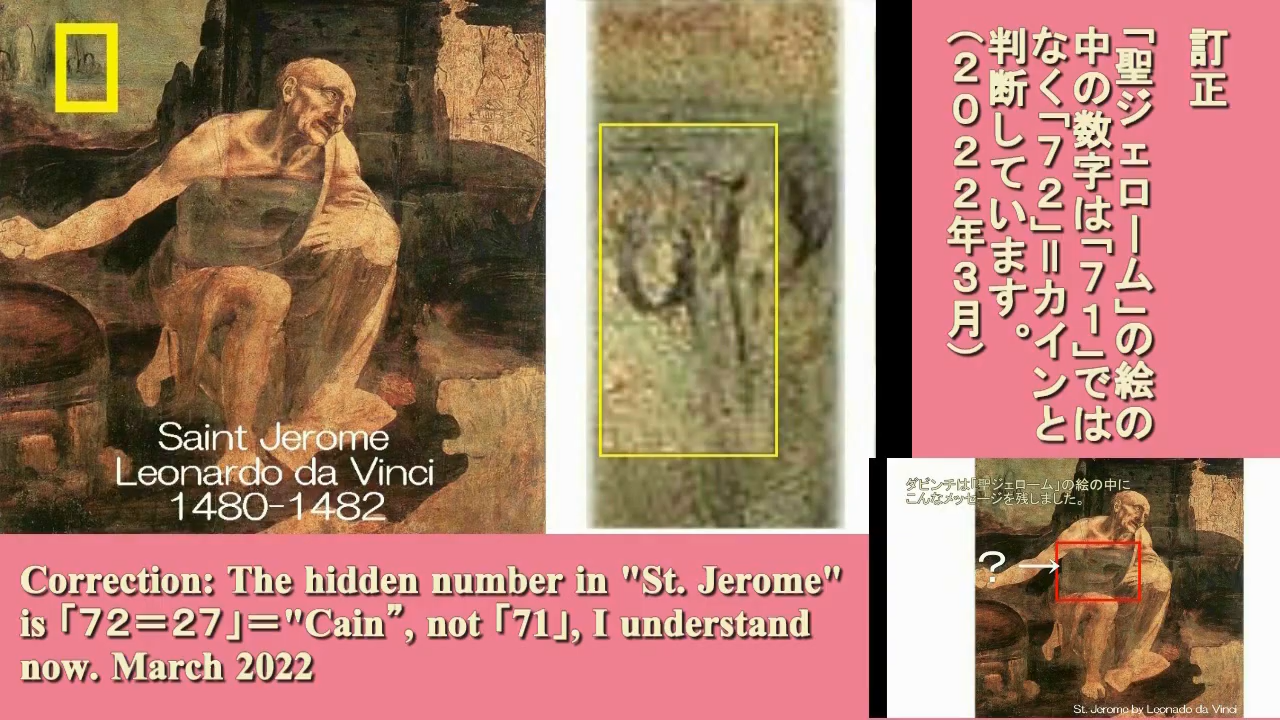 Saint Jerome
Leonardo da Vinci
1480-1482
訂正
「聖ジェローム」の絵の
中の数字は「７１」では
なく「７２」＝カインと
判断しています。
（２０２２年３月）
Correction: The hidden number in "St. Jerome"
is「72＝27」＝"Cain”, not「71」, I understand
now. March 2022
ダビンチは「聖ジェローム」の絵の中に
こんなメッセージを残しました。
？→
St. Jerome by Leonado da Vinci